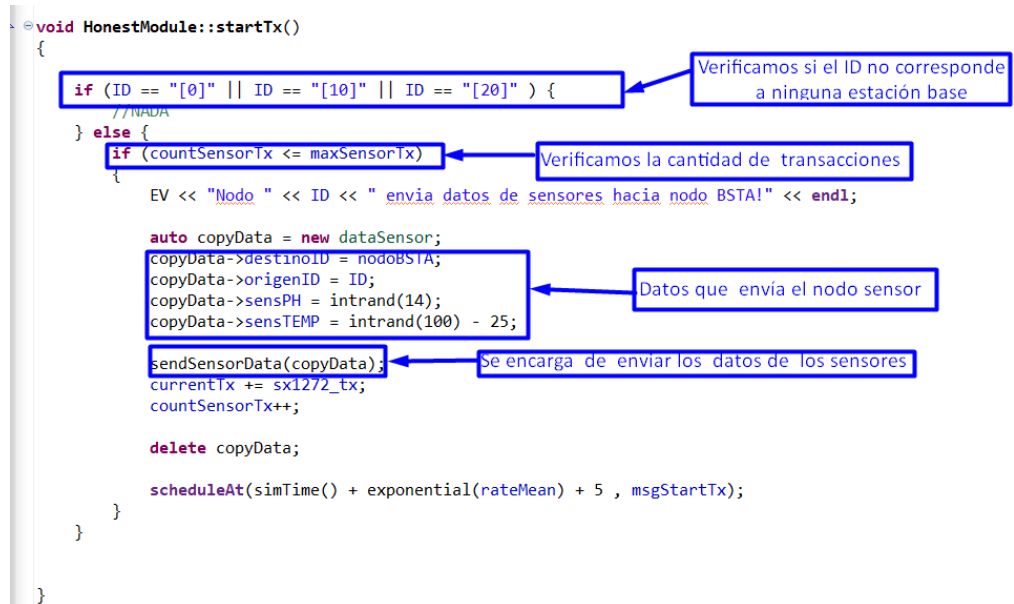 void HonestModule::startTx()
{
if (ID == "[0]" || ID == "[10]" || ID == "[20]" ) {
Verificamos si el ID no corresponde
a ninguna estación base
//NADA
} else {
if (countSensorTx <= maxSensorTx)
Verificamos la cantidad de transacciones
{
EV << "Nodo " << ID << " envia datos de sensores hacia nodo BSTA!" << endl;
auto copyData = new dataSensor;
copyData->destinoID = nodoBSTA;
copyData->origenID = ID;
copyData->sensPH = intrand(14);
copyData->sensTEMP = intrand(100) - 25;
Datos que envía el nodo sensor
sendSensorData(copyData);
Se encarga de enviar los datos de los sensores
currentTx += sx1272_tx;
countSensorTx++;
delete copyData;
scheduleAt(simTime() + exponential(rateMean) + 5 , msgStartTx);
}
}
}